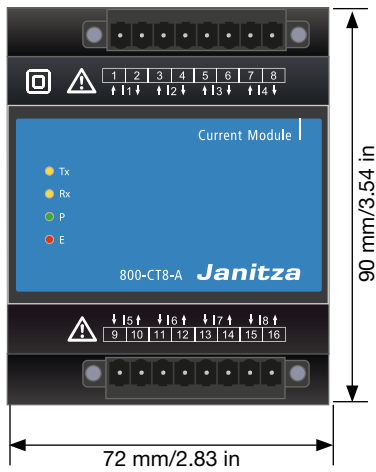 1 2 3 4 5 6 7 8
I1 I2 I3 I4
Current Module
Tx
Rx
P
E
800-CT8-A Janitza
I5 I6 I7 I8
9 10 11 12 13 14 15 16
90 mm/3.54 in
72 mm/2.83 in